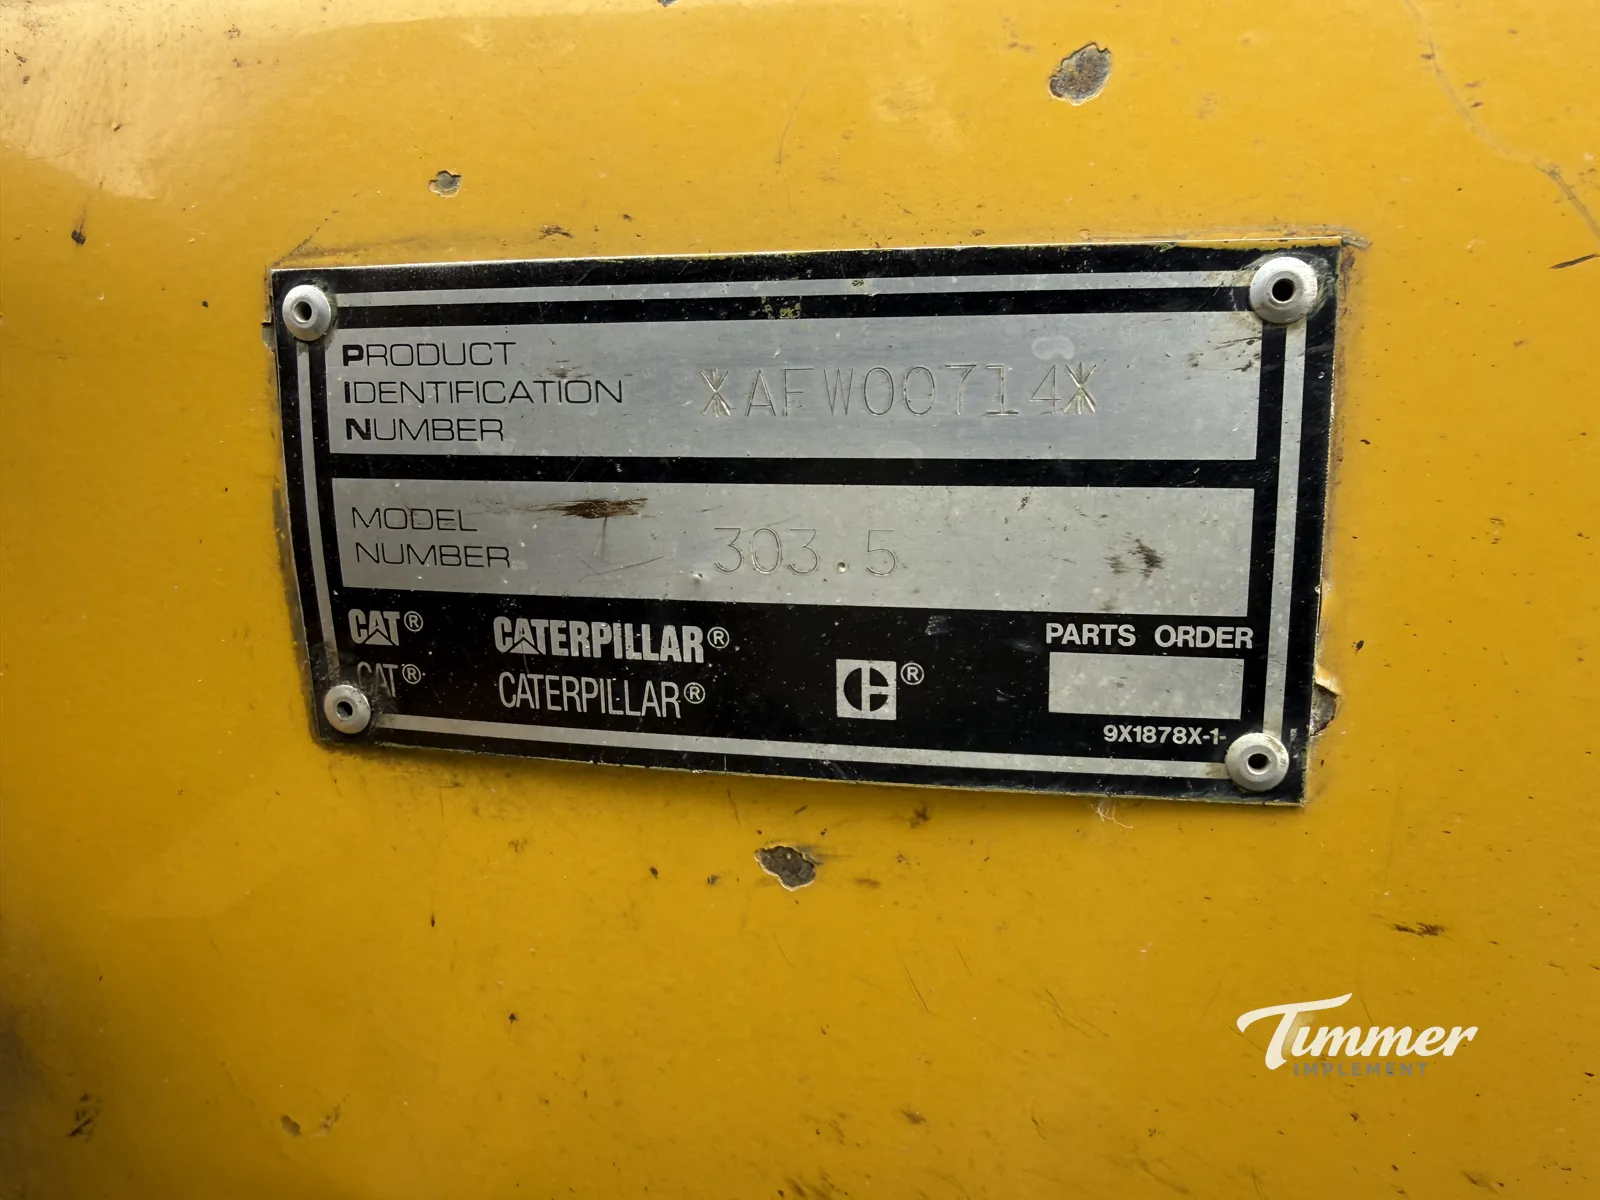 PRODUCT
IDENTIFICATION
NUMBER
*AFW00714*
MODEL
NUMBER
303.5
CAT® CATERPILLAR®
CAT® CATERPILLAR®
C®
PARTS ORDER
9X1878X-1-
Timmer
IMPLEMENT